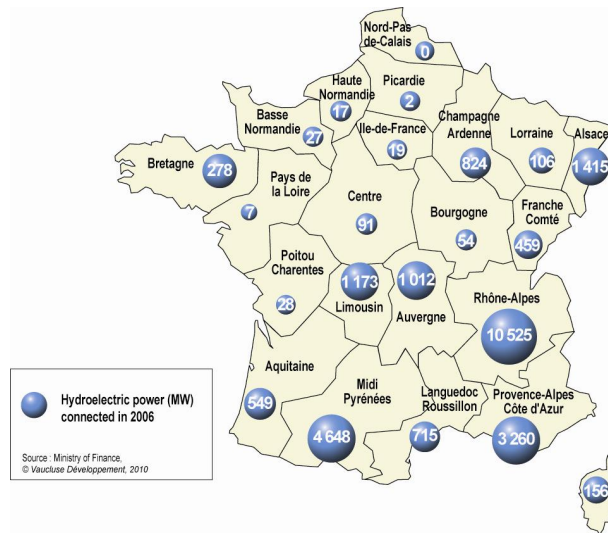 Nord-Pas
de-Calais
0
Haute
Normandie
17
Picardie
2
Basse
Normandie
27
Ile-de-France
19
Champagne
Ardenne
824
Lorraine
106
Alsace
1 415
Bretagne
278
Pays de
la Loire
7
Centre
91
Bourgogne
54
Franche
Comté
459
Poitou
Charentes
28
1 173
Limousin
1 012
Auvergne
Rhône-Alpes
10 525
Aquitaine
549
Midi
Pyrénées
4 648
Languedoc
Roussillon
715
Provence-Alpes
Côte d'Azur
3 260
156
Hydroelectric power (MW)
connected in 2006
Source : Ministry of Finance,
© Vaucluse Développement, 2010